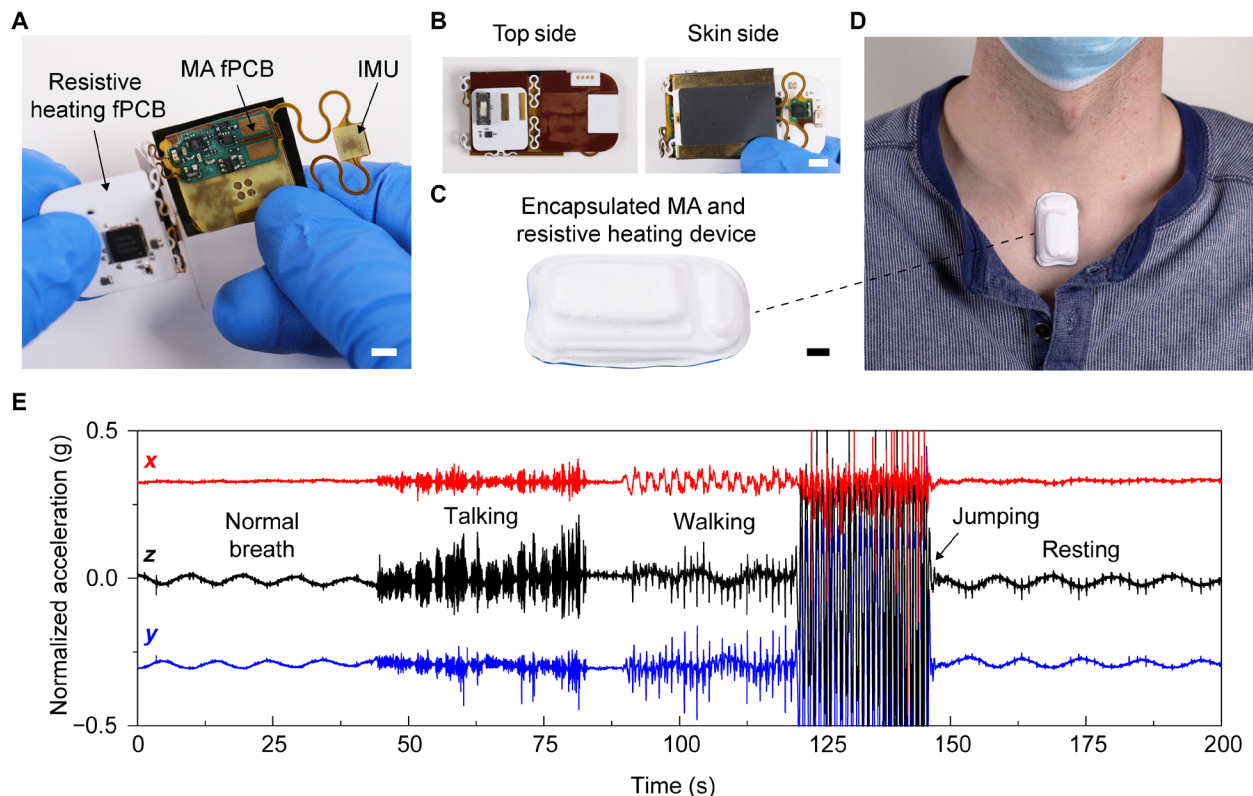 A
Resistive
heating fPCB
MA fPCB
IMU
B
Top side
Skin side
C
Encapsulated MA and
resistive heating device
D
E
Normalized acceleration (g)
0.5
0.0
−0.5
x
z
y
Normal
breath
Talking
Walking
Jumping
Resting
0
25
50
75
100
125
150
175
200
Time (s)